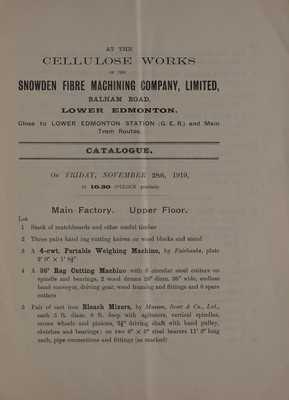 AT THE
CELLULOSE WORKS
OF THE
SNOWDEN FIBRE MACHINING COMPANY, LIMITED,
BALHAM ROAD,
LOWER EDMONTON.
Close to LOWER EDMONTON STATION (G.E.R.) and Main
Tram Routes.
CATALOGUE.
On FRIDAY, NOVEMBER 28th, 1919,
At 10.30 O'CLOCK precisely.
Main Factory. Upper Floor.
Lot
1 Stack of matchboards and other useful timber
2 Three pairs hand rag cutting knives on wood blocks and stand
3 A 4-cwt. Portable Weighing Machine, by Fairbanks, plate
2' 0" × 1' 9½"
4 A 36" Rag Cutting Machine with 6 circular steel cutters on
spindle and bearings, 2 wood drums 20" diam. 36" wide, endless
band conveyor, driving gear, wood framing and fittings and 6 spare
cutters
5 Pair of cast iron Bleach Mixers, by Masson, Scott & Co., Ltd.,
each 5 ft. diam. 6 ft. deep with agitators, vertical spindles,
crown wheels and pinions, 2½" driving shaft with band pulley,
clutches and bearings; on two 6" × 5" steel bearers 11' 3" long
each, pipe connections and fittings (as marked)